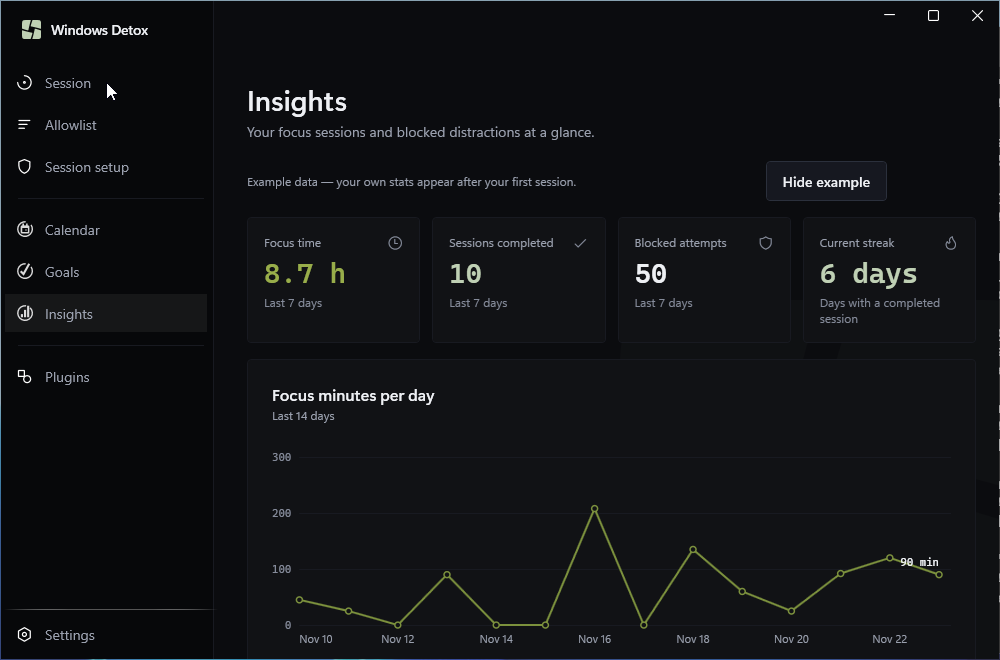 Windows Detox
Session
Allowlist
Session setup
Calendar
Goals
Insights
Plugins
Settings
Insights
Your focus sessions and blocked distractions at a glance.
Example data — your own stats appear after your first session.
Hide example
Focus time
8.7 h
Last 7 days
Sessions completed
10
Last 7 days
Blocked attempts
50
Last 7 days
Current streak
6 days
Days with a completed
session
Focus minutes per day
Last 14 days
300
200
100
0
90 min
Nov 10 Nov 12 Nov 14 Nov 16 Nov 18 Nov 20 Nov 22